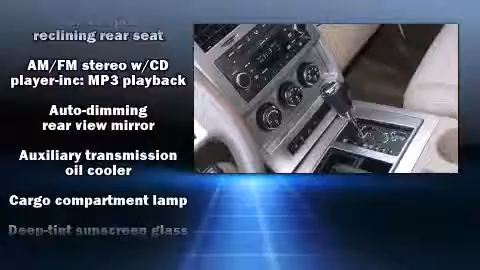 reclining rear seat
AM/FM stereo w/CD
player-inc: MP3 playback
Auto-dimming
rear view mirror
Auxiliary transmission
oil cooler
Cargo compartment lamp
Deep-tint sunscreen glass